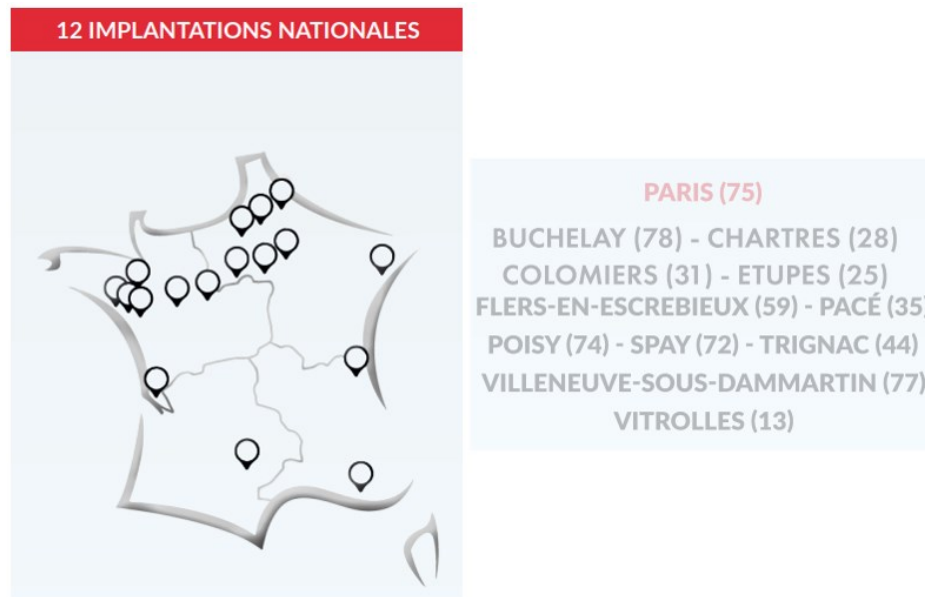 12 IMPLANTATIONS NATIONALES
PARIS (75)
BUCHELAY (78) - CHARTRES (28)
COLOMIERS (31) - ETUPES (25)
FLERS-EN-ESCREBIEUX (59) - PACÉ (35)
POISY (74) - SPAY (72) - TRIGNAC (44)
VILLENEUVE-SOUS-DAMMARTIN (77)
VITROLLES (13)